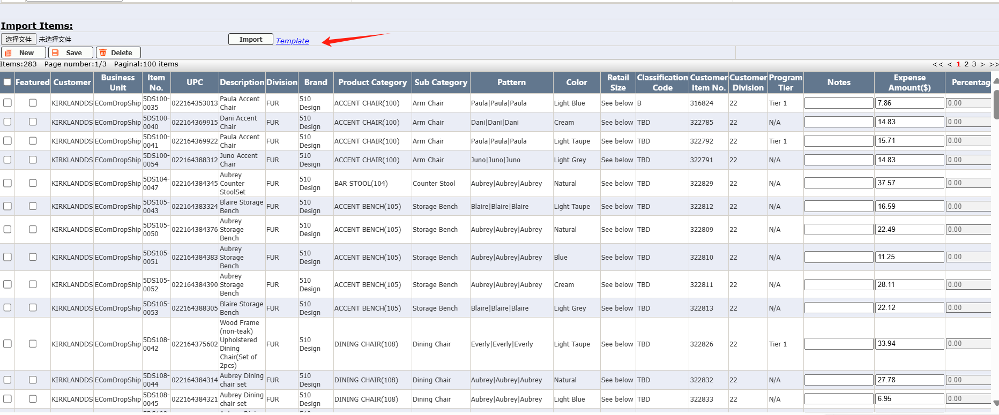 Import Items:
选择文件 未选择文件 Import Template
New Save Delete
Items:283 Page number:1/3 Paginal:100 items << < 1 2 3 > >>
Featured Customer Business Unit Item No. UPC Description Division Brand Product Category Sub Category Pattern Color Retail Size Classification Code Customer Item No. Customer Division Program Tier Notes Expense Amount($) Percentag
KIRKLANDDS EComDropShip 5DS100-0035 022164353013 Paula Accent Chair FUR 510 Design ACCENT CHAIR(100) Arm Chair Paula|Paula|Paula Light Blue See below B 316824 22 Tier 1 7.86 0.00
KIRKLANDDS EComDropShip 5DS100-0040 022164369915 Dani Accent Chair FUR 510 Design ACCENT CHAIR(100) Arm Chair Dani|Dani|Dani Cream See below TBD 322785 22 N/A 14.83 0.00
KIRKLANDDS EComDropShip 5DS100-0041 022164369922 Paula Accent Chair FUR 510 Design ACCENT CHAIR(100) Arm Chair Paula|Paula|Paula Light Taupe See below TBD 322792 22 Tier 1 15.71 0.00
KIRKLANDDS EComDropShip 5DS100-0054 022164388312 Juno Accent Chair FUR 510 Design ACCENT CHAIR(100) Arm Chair Juno|Juno|Juno Light Grey See below TBD 322791 22 N/A 14.83 0.00
KIRKLANDDS EComDropShip 5DS104-0047 022164384345 Aubrey Counter StoolSet FUR 510 Design BAR STOOL(104) Counter Stool Aubrey|Aubrey|Aubrey Natural See below TBD 322829 22 N/A 37.57 0.00
KIRKLANDDS EComDropShip 5DS105-0043 022164383324 Blaire Storage Bench FUR 510 Design ACCENT BENCH(105) Storage Bench Blaire|Blaire|Blaire Light Taupe See below TBD 322812 22 N/A 16.59 0.00
KIRKLANDDS EComDropShip 5DS105-0050 022164384376 Aubrey Storage Bench FUR 510 Design ACCENT BENCH(105) Storage Bench Aubrey|Aubrey|Aubrey Natural See below TBD 322809 22 N/A 22.49 0.00
KIRKLANDDS EComDropShip 5DS105-0051 022164384383 Aubrey Storage Bench FUR 510 Design ACCENT BENCH(105) Storage Bench Aubrey|Aubrey|Aubrey Blue See below TBD 322810 22 N/A 11.25 0.00
KIRKLANDDS EComDropShip 5DS105-0052 022164384390 Aubrey Storage Bench FUR 510 Design ACCENT BENCH(105) Storage Bench Aubrey|Aubrey|Aubrey Cream See below TBD 322811 22 N/A 28.11 0.00
KIRKLANDDS EComDropShip 5DS105-0053 022164388305 Blaire Storage Bench FUR 510 Design ACCENT BENCH(105) Storage Bench Blaire|Blaire|Blaire Light Grey See below TBD 322813 22 N/A 22.12 0.00
KIRKLANDDS EComDropShip 5DS108-0042 022164375602 Wood Frame (non-teak) Upholstered Dining Chair(Set of 2pcs) FUR 510 Design DINING CHAIR(108) Dining Chair Everly|Everly|Everly Light Taupe See below TBD 322826 22 Tier 1 33.94 0.00
KIRKLANDDS EComDropShip 5DS108-0044 022164384314 Aubrey Dining chair set FUR 510 Design DINING CHAIR(108) Dining Chair Aubrey|Aubrey|Aubrey Natural See below TBD 322832 22 N/A 27.78 0.00
KIRKLANDDS EComDropShip 5DS108-0045 022164384321 Aubrey Dining chair set FUR 510 Design DINING CHAIR(108) Dining Chair Aubrey|Aubrey|Aubrey Light Blue See below TBD 322833 22 N/A 6.95 0.00